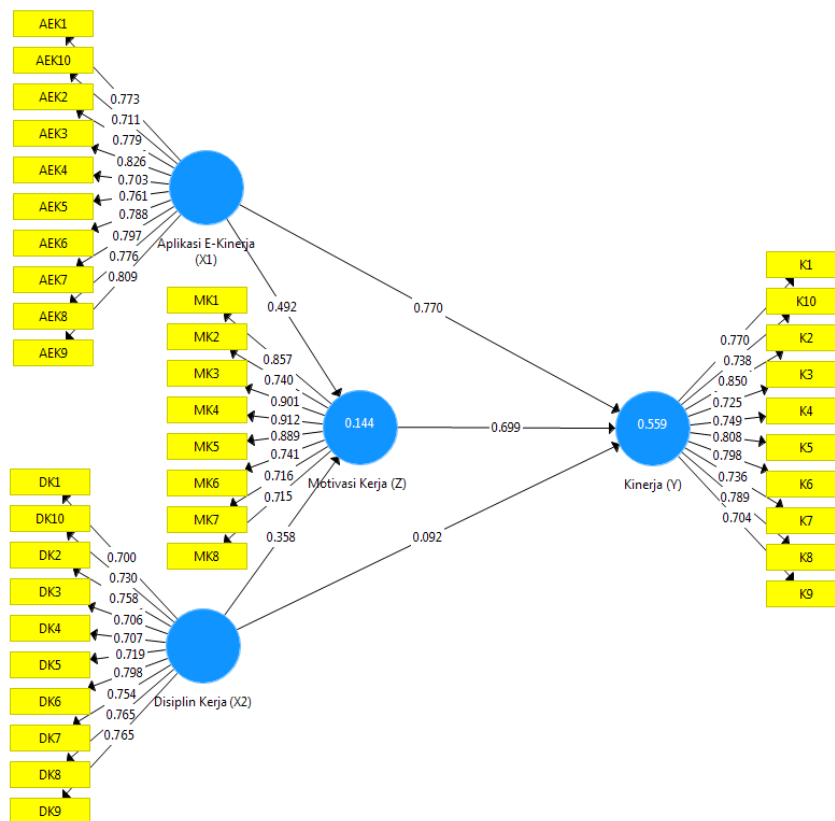 AEK1
AEK10
AEK2
AEK3
AEK4
AEK5
AEK6
AEK7
AEK8
AEK9
0.773
0.711
0.779
0.826
0.703
0.761
0.788
0.797
0.776
0.809
Aplikasi E-Kinerja
(X1)
0.492
0.770
MK1
MK2
MK3
MK4
MK5
MK6
MK7
MK8
0.857
0.740
0.901
0.912
0.889
0.741
0.716
0.715
0.144
Motivasi Kerja (Z)
0.699
0.559
Kinerja (Y)
K1
K10
K2
K3
K4
K5
K6
K7
K8
K9
0.770
0.738
0.850
0.725
0.749
0.808
0.798
0.736
0.789
0.704
DK1
DK10
DK2
DK3
DK4
DK5
DK6
DK7
DK8
DK9
0.700
0.730
0.758
0.706
0.707
0.719
0.798
0.754
0.765
0.765
0.358
0.092
Disiplin Kerja (X2)